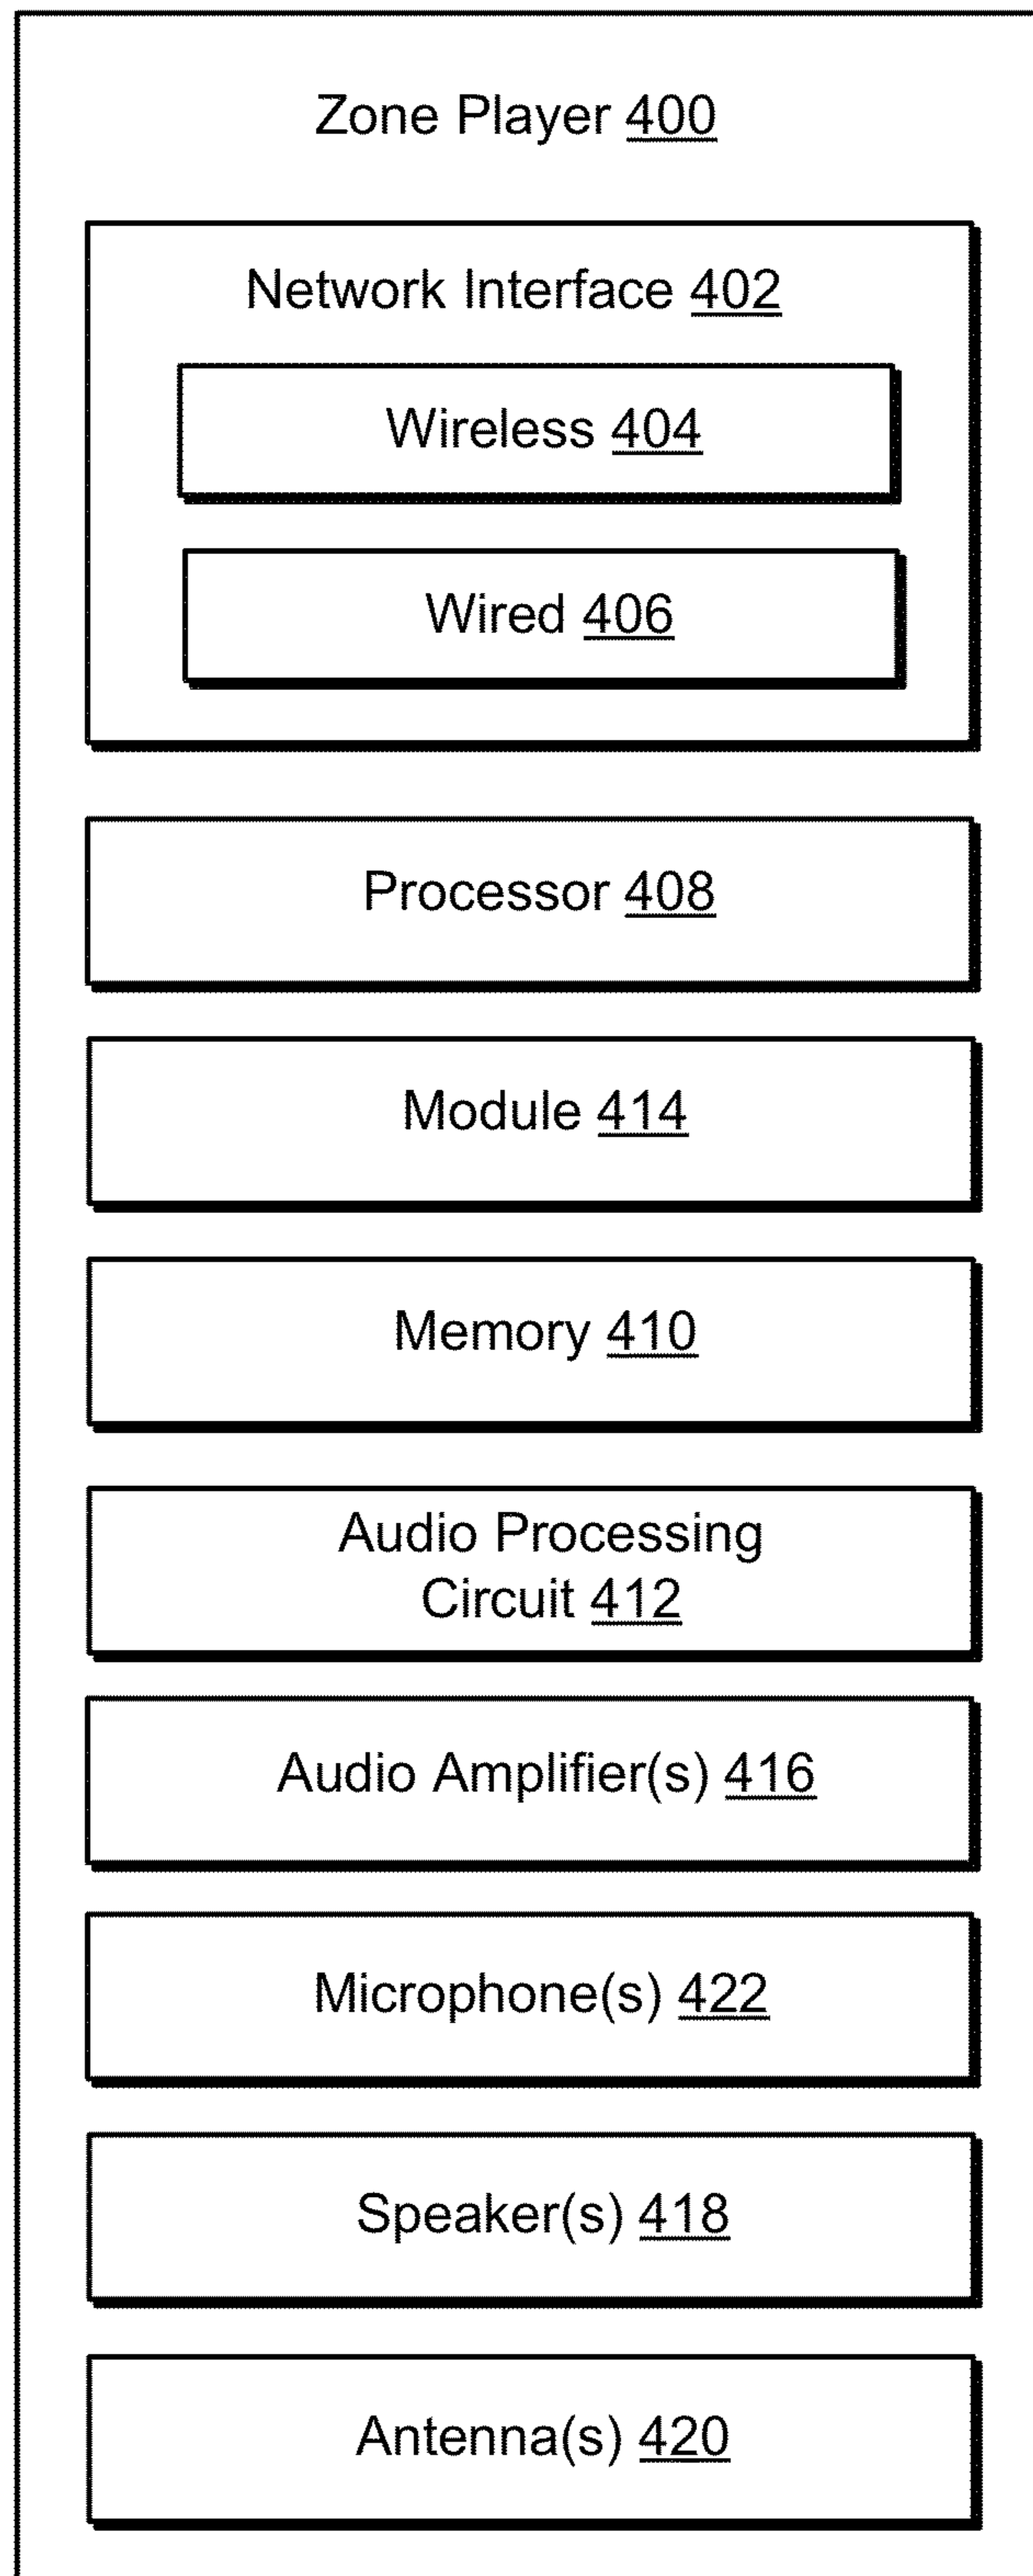 Zone Player 400
Network Interface 402
Wireless 404
Wired 406
Processor 408
Module 414
Memory 410
Audio Processing
Circuit 412
Audio Amplifier(s) 416
Microphone(s) 422
Speaker(s) 418
Antenna(s) 420